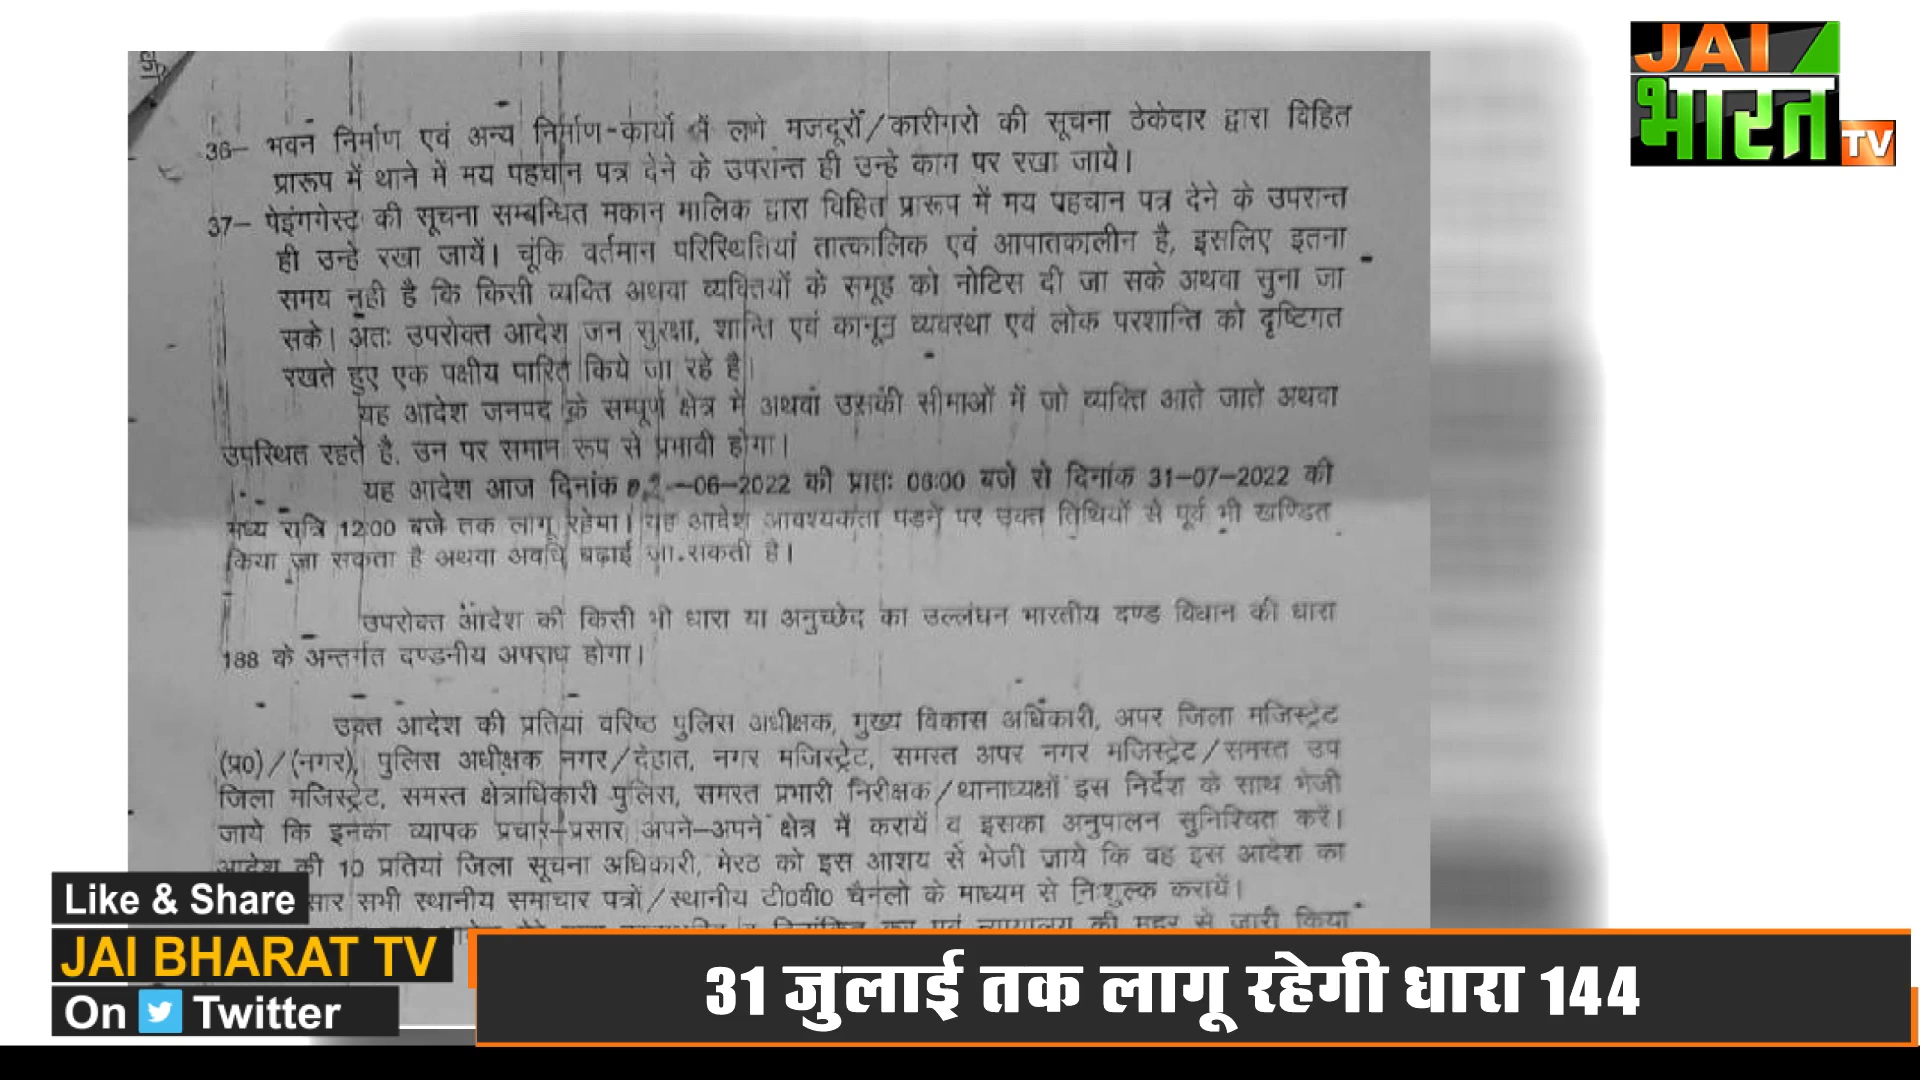 JAI
भारत
TV
36– भवन निर्माण एवं अन्य निर्माण-कार्यो में लगे मजदूरों/कारीगरो की सूचना ठेकेदार द्वारा विहित
प्रारूप में थाने में मय पहचान पत्र देने के उपरान्त ही उन्हे काम पर रखा जाये।
37– पेइंगगेस्ट की सूचना सम्बन्धित मकान मालिक द्वारा विहित प्रारूप में मय पहचान पत्र देने के उपरान्त
ही उन्हे रखा जायें। चूंकि वर्तमान परिस्थितियां तात्कालिक एवं आपातकालीन है, इसलिए इतना
समय नही है कि किसी व्यक्ति अथवा व्यक्तियों के समूह को नोटिस दी जा सके अथवा सुना जा
सके। अतः उपरोक्त आदेश जन सुरक्षा, शान्ति एवं कानून व्यवस्था एवं लोक परशान्ति को दृष्टिगत
रखते हुए एक पक्षीय पारित किये जा रहे है।
यह आदेश जनपद के सम्पूर्ण क्षेत्र मे अथवा उसकी सीमाओं में जो व्यक्ति आते जाते अथवा
उपस्थित रहते है, उन पर समान रूप से प्रभावी होगा।
यह आदेश आज दिनांक –06–2022 की प्रातः 06:00 बजे से दिनांक 31–07–2022 की
मध्य रात्रि 12:00 बजे तक लागू रहेगा। यह आदेश आवश्यकता पड़ने पर उक्त तिथियों से पूर्व भी खण्डित
किया जा सकता है अथवा अवधि बढ़ाई जा सकती है।
उपरोक्त आदेश की किसी भी धारा या अनुच्छेद का उल्लंघन भारतीय दण्ड विधान की धारा
188 के अन्तर्गत दण्डनीय अपराध होगा।
उक्त आदेश की प्रतियां वरिष्ठ पुलिस अधीक्षक, मुख्य विकास अधिकारी, अपर जिला मजिस्ट्रेट
(प्र0)/(नगर), पुलिस अधीक्षक नगर/देहात, नगर मजिस्ट्रेट, समस्त अपर नगर मजिस्ट्रेट/समस्त उप
जिला मजिस्ट्रेट, समस्त क्षेत्राधिकारी पुलिस, समस्त प्रभारी निरीक्षक/थानाध्यक्षों इस निर्देश के साथ भेजी
जाये कि इनका व्यापक प्रचार–प्रसार अपने–अपने क्षेत्र में करायें व इसका अनुपालन सुनिश्चित करें।
आदेश की 10 प्रतियां जिला सूचना अधिकारी, मेरठ को इस आशय से भेजी जाये कि वह इस आदेश का
सार सभी स्थानीय समाचार पत्रों/स्थानीय टी0वी0 चैनलो के माध्यम से निःशुल्क करायें।
एवं न्यायालय की मुहर से जारी किया
Like & Share
JAI BHARAT TV
On Twitter
31 जुलाई तक लागू रहेगी धारा 144